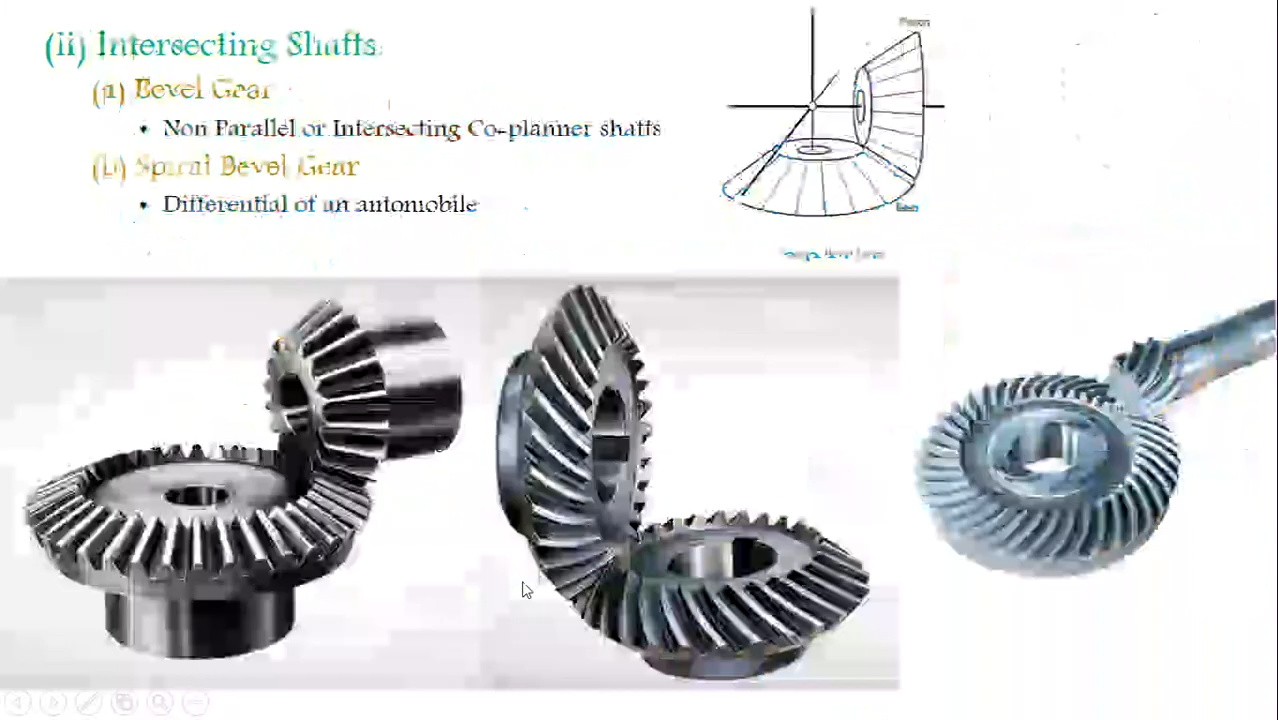 (ii) Intersecting Shafts
(a) Bevel Gear
• Non Parallel or Intersecting Co-planner shafts
(b) Spiral Bevel Gear
• Differential of an automobile
Pinion